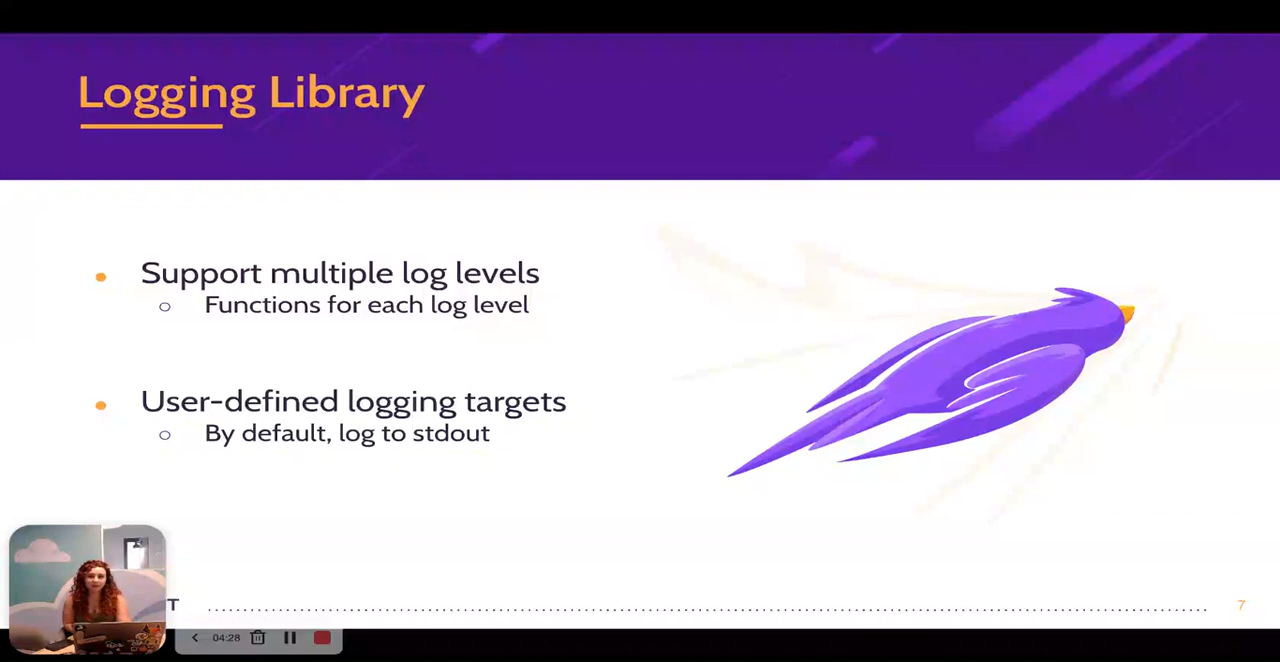 Logging Library
Support multiple log levels
Functions for each log level
User-defined logging targets
By default, log to stdout
T
7
04:28